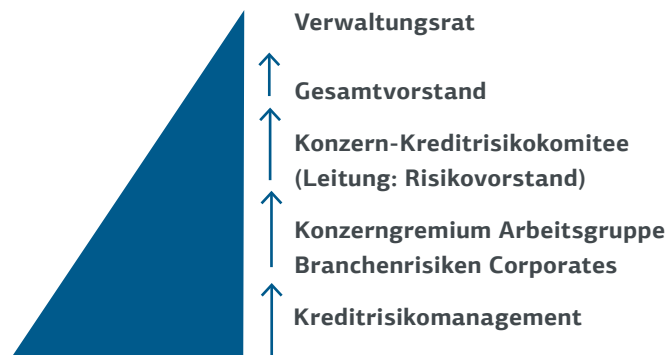 Verwaltungsrat
Gesamtvorstand
Konzern-Kreditrisikokomitee
(Leitung: Risikovorstand)
Konzerngremium Arbeitsgruppe
Branchenrisiken Corporates
Kreditrisikomanagement